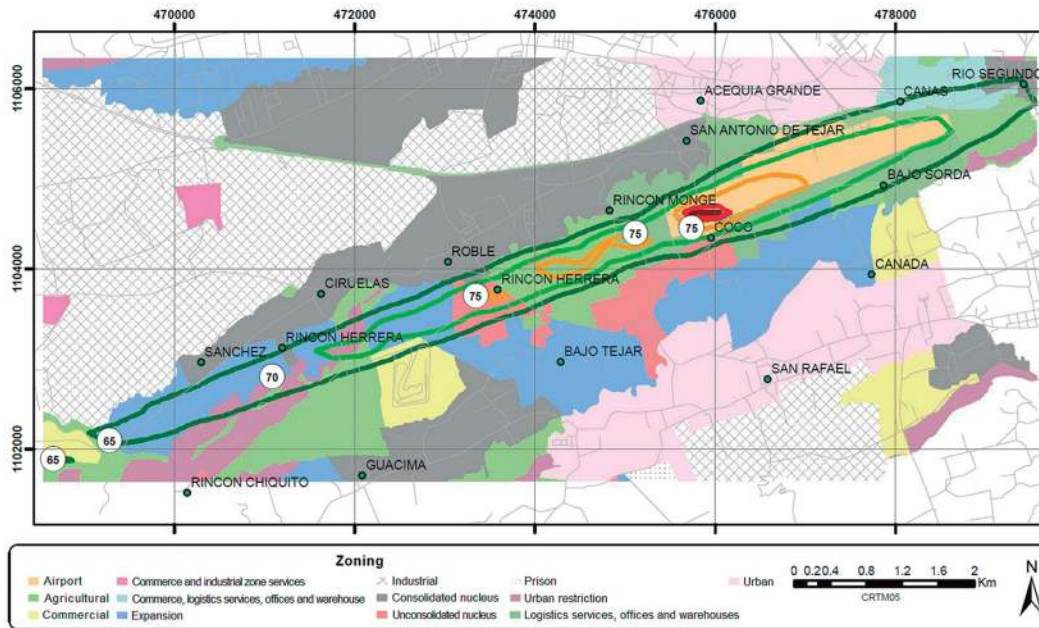 470000 472000 474000 476000 478000
1106000
1104000
1102000
RIO SEGUNDO
CANAS
ACEQUIA GRANDE
SAN ANTONIO DE TEJAR
BAJO SORDA
RINCON MONGE
75
75
COCO
ROBLE
CANADA
CIRUELAS
RINCON HERRERA
75
RINCON HERRERA
SANCHEZ
BAJO TEJAR
70
SAN RAFAEL
65
65
GUACIMA
RINCON CHIQUITO
Zoning
Airport
Agricultural
Commercial
Commerce and industrial zone services
Commerce, logistics services, offices and warehouse
Expansion
Industrial
Consolidated nucleus
Unconsolidated nucleus
Prison
Urban restriction
Logistics services, offices and warehouses
Urban
0 0.2 0.4 0.8 1.2 1.6 2
Km
CRTM05
N